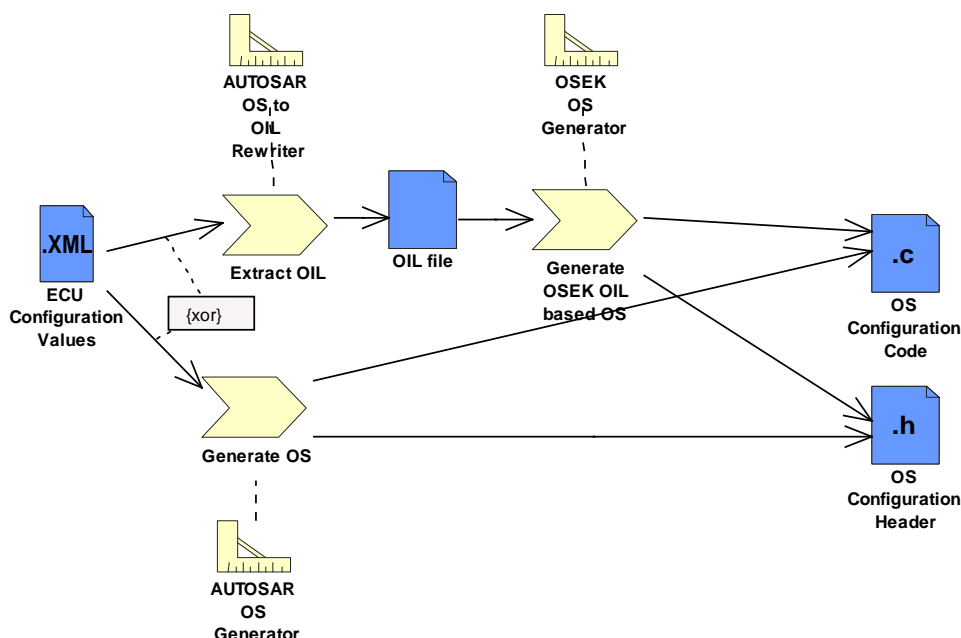 AUTOSAR
OS to
OIL
Rewriter
OSEK
OS
Generator
.XML
ECU
Configuration
Values
Extract OIL
OIL file
Generate
OSEK OIL
based OS
.c
OS
Configuration
Code
{xor}
Generate OS
.h
OS
Configuration
Header
AUTOSAR
OS
Generator